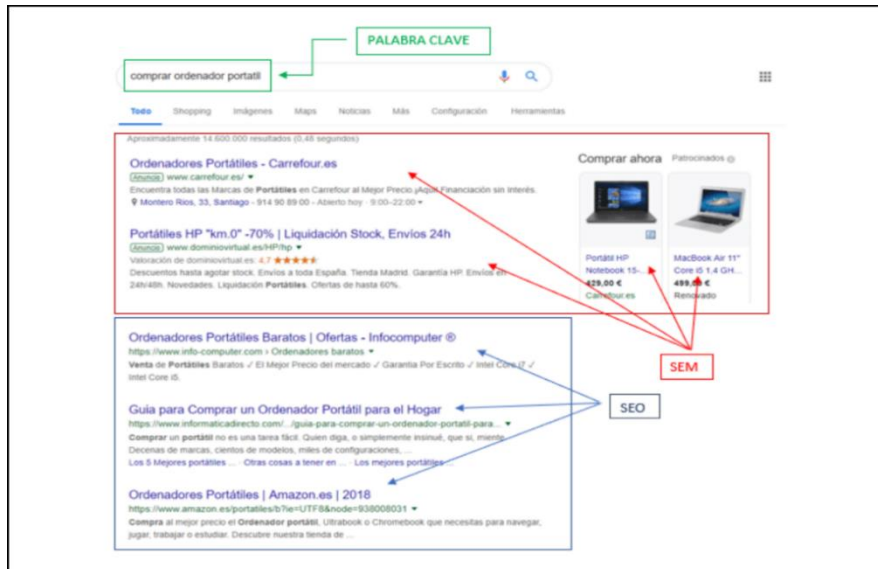 PALABRA CLAVE
comprar ordenador portatil
Todo Shopping Imágenes Maps Noticias Más Configuración Herramientas
Aproximadamente 14.600.000 resultados (0,48 segundos)
Ordenadores Portátiles - Carrefour.es
Anuncio www.carrefour.es/
Encuentra todas las Marcas de Portátiles en Carrefour al Mejor Precio ¡Aquí! Financiación sin Interés.
Montero Rios, 33, Santiago - 914 90 89 00 - Abierto hoy · 9:00–22:00
Portátiles HP "km.0" -70% | Liquidación Stock, Envios 24h
Anuncio www.dominiovirtual.es/HP/hp
Valoración de dominiovirtual.es: 4,7
Descuentos hasta agotar stock. Envíos a toda España. Tienda Madrid. Garantía HP. Envíos en
24h/48h. Novedades. Liquidación Portátiles. Ofertas de hasta 60%.
Comprar ahora Patrocinados
Portátil HP
Notebook 15-...
429,00 €
Carrefour.es
MacBook Air 11"
Core i5 1,4 GH...
499,00 €
Renovado
SEM
Ordenadores Portátiles Baratos | Ofertas - Infocomputer ®
https://www.info-computer.com › Ordenadores baratos
Venta de Portátiles Baratos √ El Mejor Precio del mercado √ Garantia Por Escrito √ Intel Core i7 √
Intel Core i5.
Guia para Comprar un Ordenador Portátil para el Hogar
https://www.informaticadirecto.com/.../guia-para-comprar-un-ordenador-portatil-para...
Comprar un portátil no es una tarea fácil. Quien diga, o simplemente insinué, que si, miente.
Decenas de marcas, cientos de modelos, miles de configuraciones, ...
Los 5 Mejores portátiles ... · Otras cosas a tener en ... · Los mejores portátiles ...
SEO
Ordenadores Portátiles | Amazon.es | 2018
https://www.amazon.es/portatiles/b?ie=UTF8&node=938008031
Compra al mejor precio el Ordenador portátil, Ultrabook o Chromebook que necesitas para navegar,
jugar, trabajar o estudiar. Descubre nuestra tienda de ...